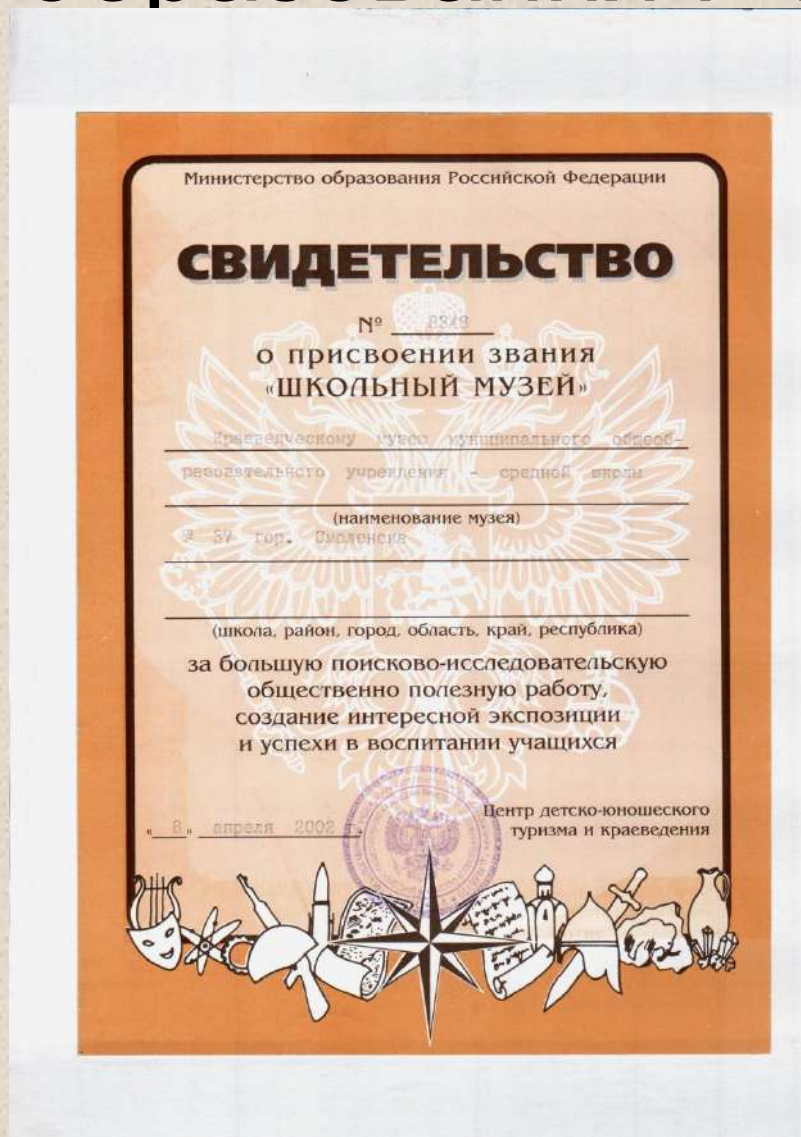 Министерство образования Российской Федерации
СВИДЕТЕЛЬСТВО
№ 8348
о присвоении звания
«ШКОЛЬНЫЙ МУЗЕЙ»
Краеведческому музею муниципального общеоб-
разовательного учреждения - средней школы
(наименование музея)
№ 37 гор. Смоленска
(школа, район, город, область, край, республика)
за большую поисково-исследовательскую
общественно полезную работу,
создание интересной экспозиции
и успехи в воспитании учащихся
Центр детско-юношеского
туризма и краеведения
„ 8 „ апреля 2002 г.